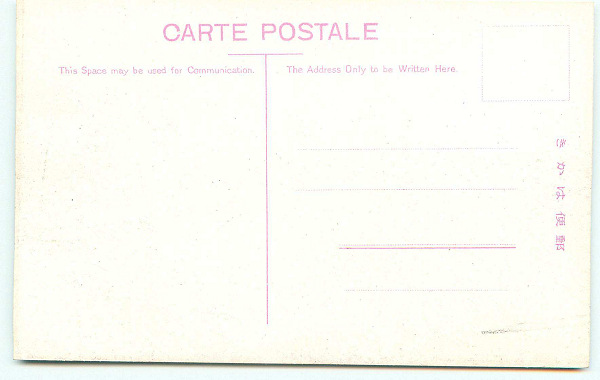 CARTE POSTALE
This Space may be used for Communication.
The Address Only to be Written Here.
郵便はかき